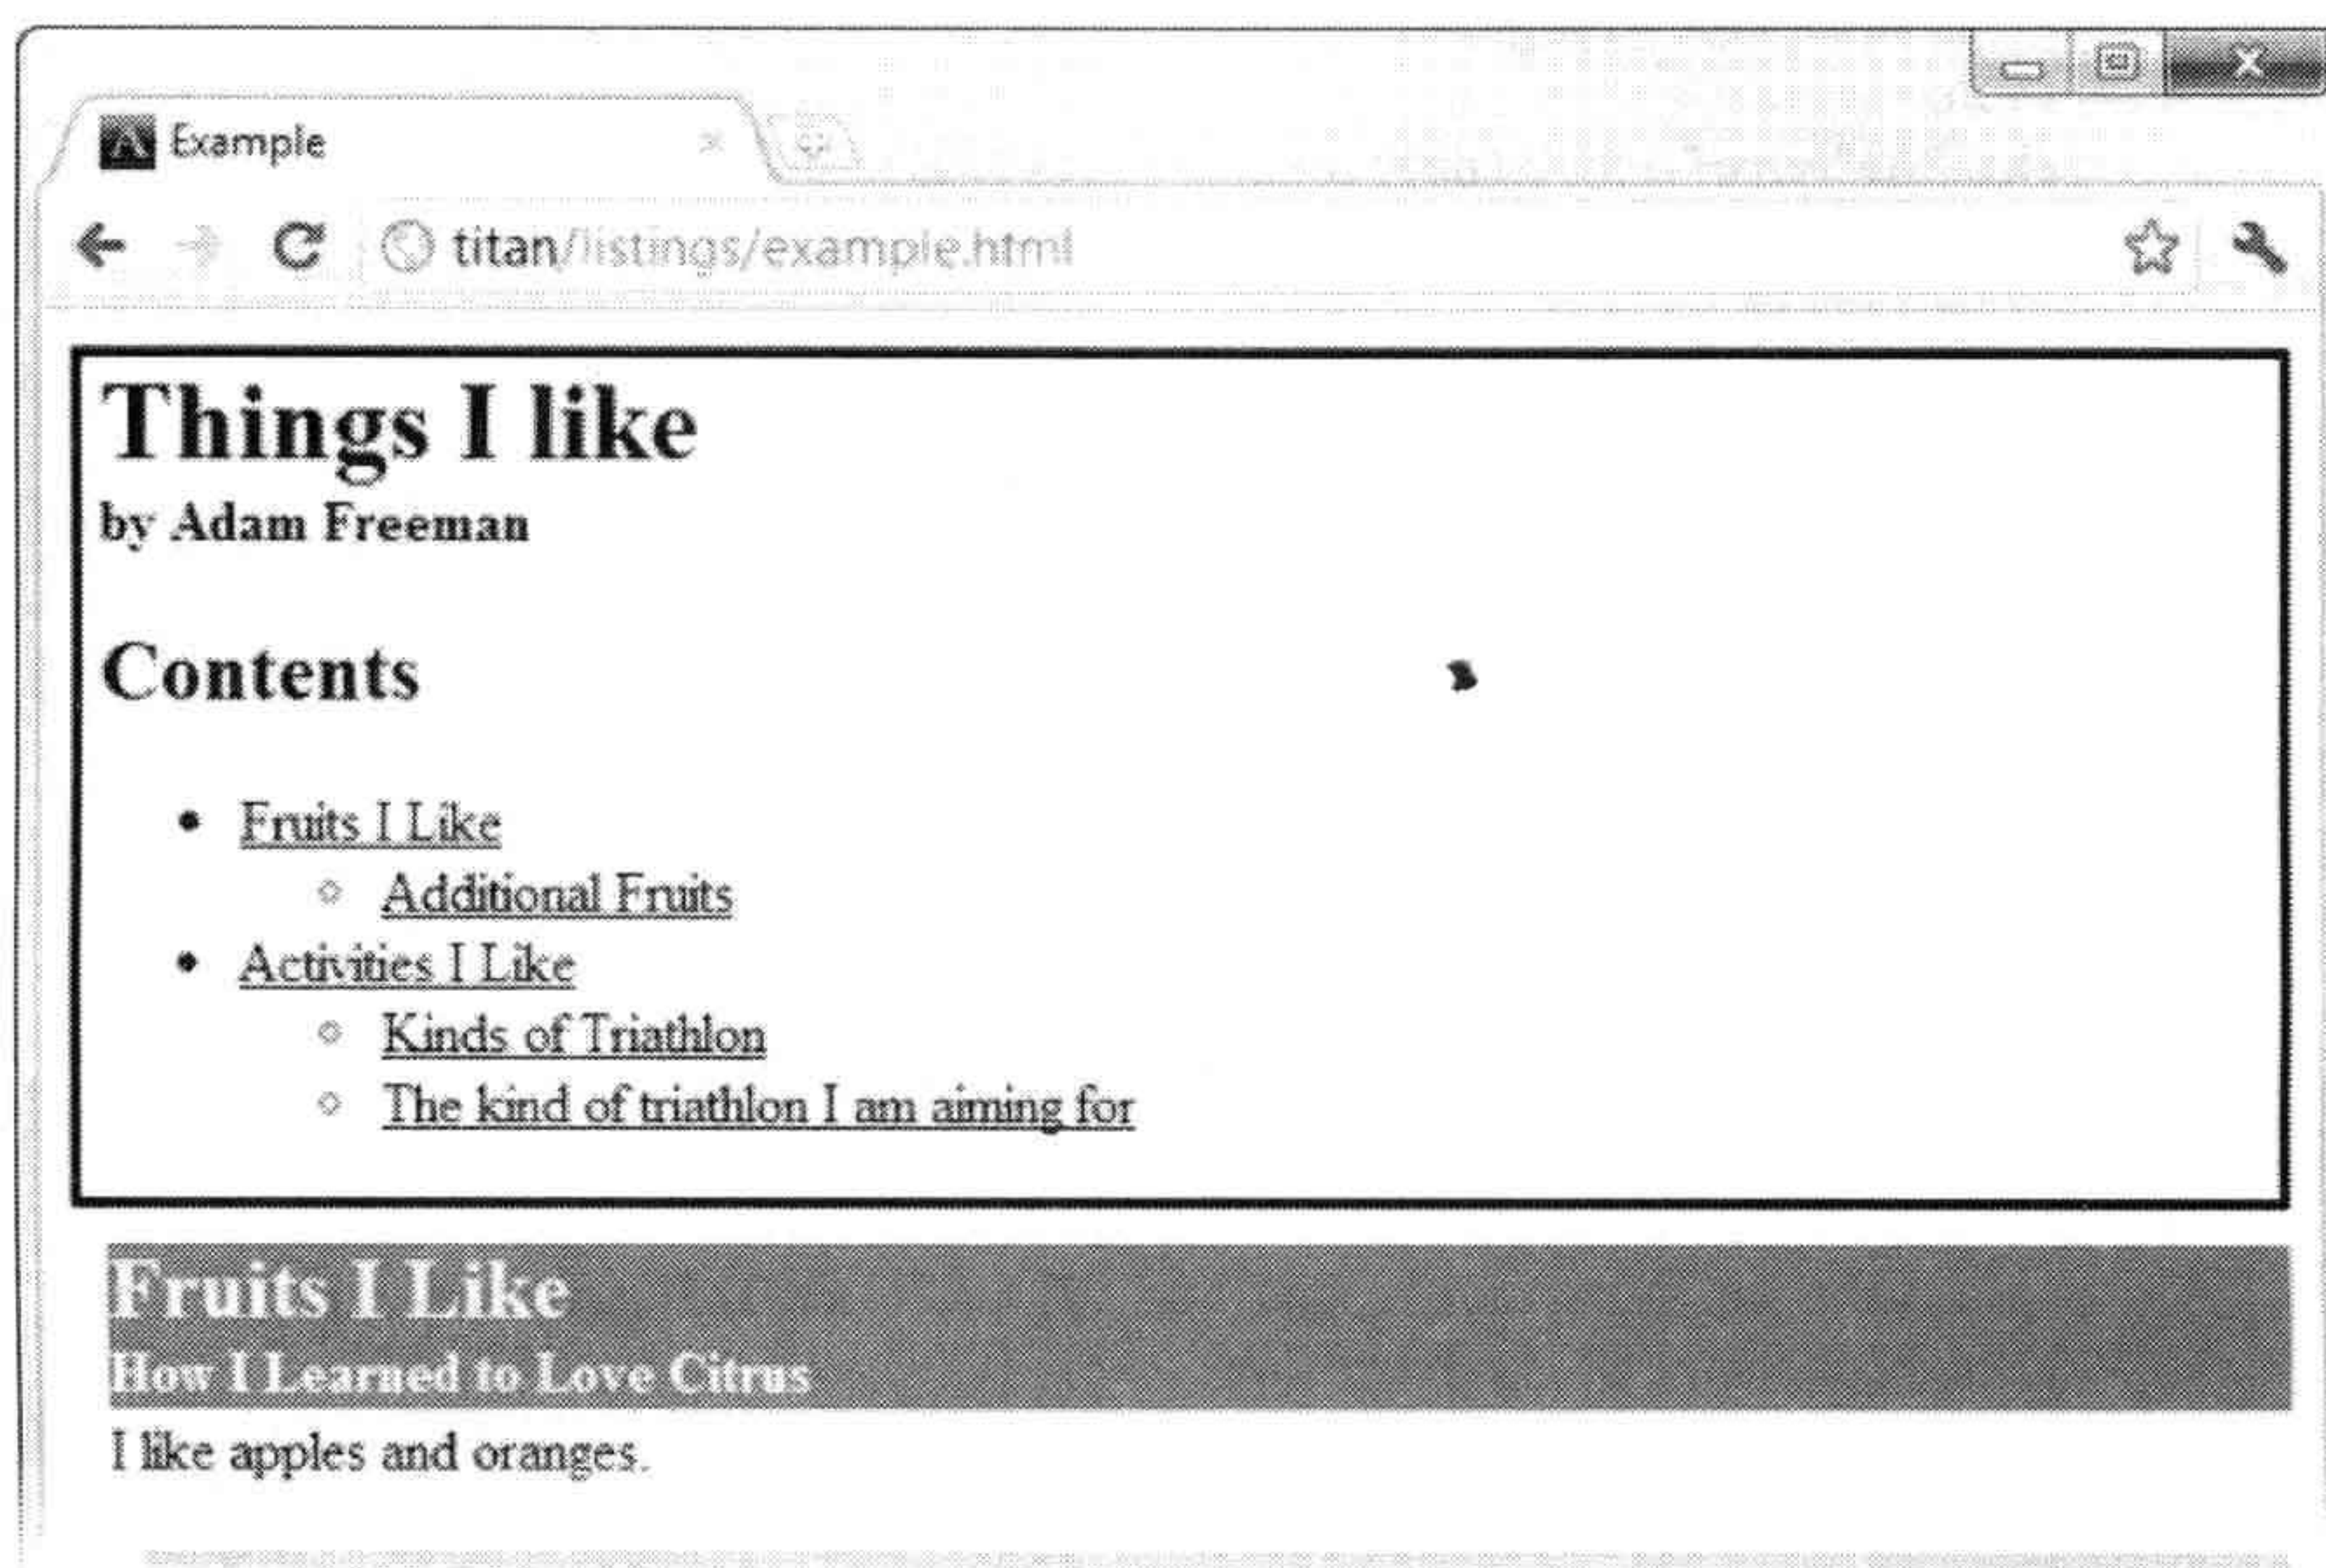 Example
titan/listings/example.html
Things I like
by Adam Freeman
Contents
Fruits I Like
Additional Fruits
Activities I Like
Kinds of Triathlon
The kind of triathlon I am aiming for
Fruits I Like
How I Learned to Love Citrus
I like apples and oranges.